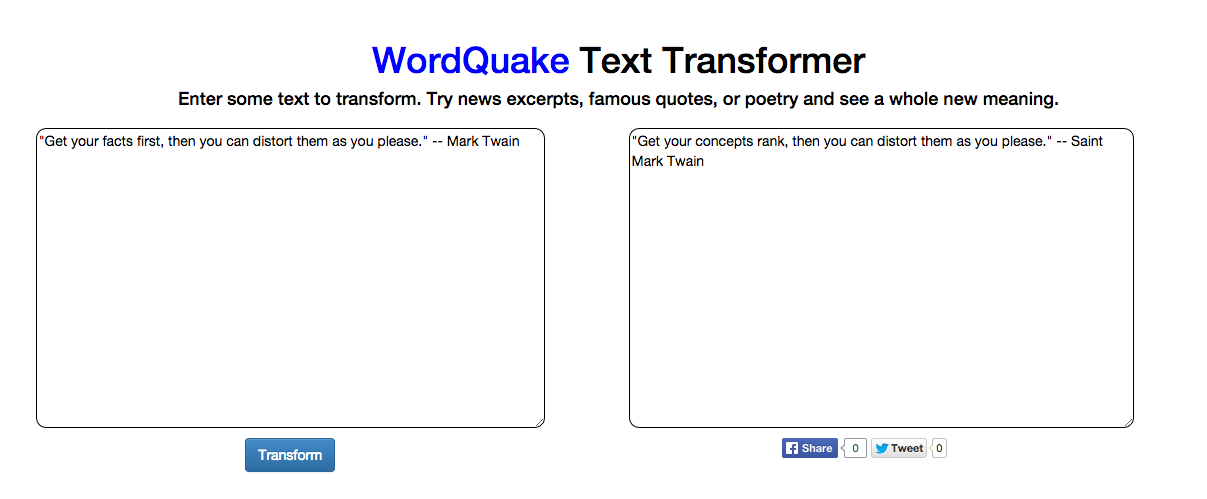 WordQuake Text Transformer
Enter some text to transform. Try news excerpts, famous quotes, or poetry and see a whole new meaning.
"Get your facts first, then you can distort them as you please." -- Mark Twain
"Get your concepts rank, then you can distort them as you please." -- Saint
Mark Twain
Transform
Share 0 Tweet 0